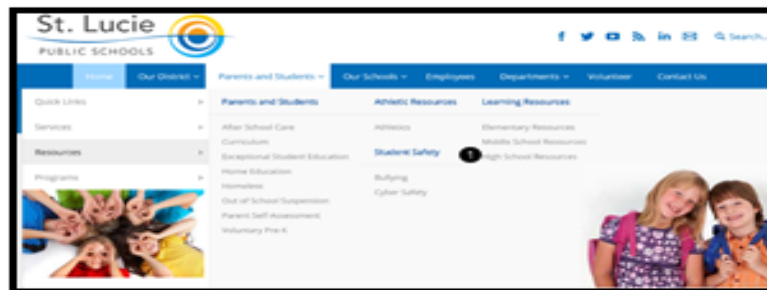 St. Lucie
PUBLIC SCHOOLS
Search...
Home Our District Parents and Students Our Schools Employees Departments Volunteer Contact Us
Quick Links
Services
Resources
Programs
Parents and Students
After School Care
Curriculum
Exceptional Student Education
Home Education
Homeless
Out of School Suspension
Parent Self-Assessment
Voluntary Pre-K
Athletic Resources
Athletics
Student Safety
1
Bullying
Cyber Safety
Learning Resources
Elementary Resources
Middle School Resources
High School Resources